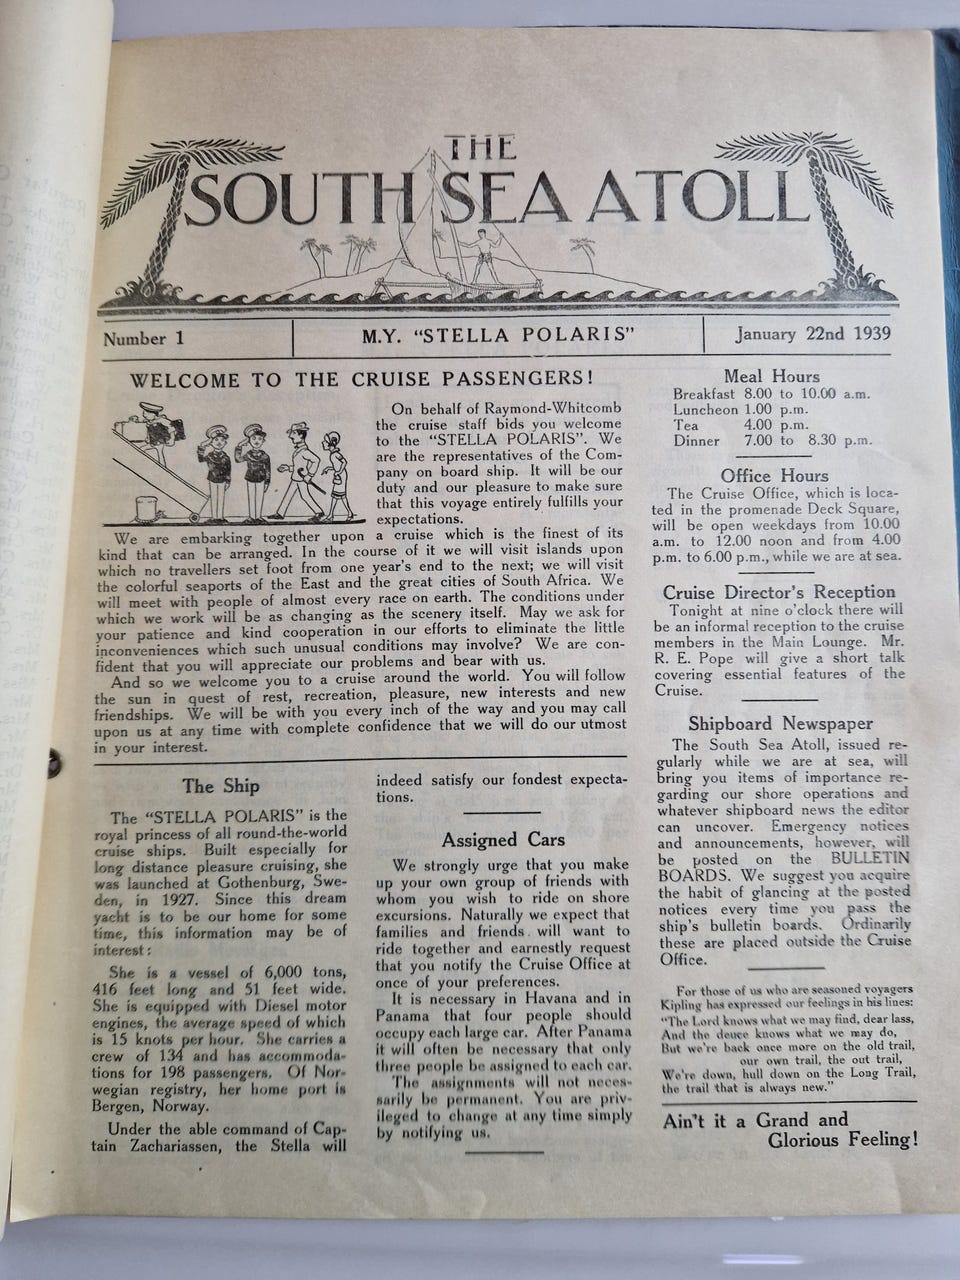 THE
SOUTH SEA ATOLL
Number 1
M.Y. "STELLA POLARIS"
January 22nd 1939
WELCOME TO THE CRUISE PASSENGERS!
On behalf of Raymond-Whitcomb
the cruise staff bids you welcome
to the "STELLA POLARIS". We
are the representatives of the Com-
pany on board ship. It will be our
duty and our pleasure to make sure
that this voyage entirely fulfills your
expectations.
We are embarking together upon a cruise which is the finest of its
kind that can be arranged. In the course of it we will visit islands upon
which no travellers set foot from one year's end to the next; we will visit
the colorful seaports of the East and the great cities of South Africa. We
will meet with people of almost every race on earth. The conditions under
which we work will be as changing as the scenery itself. May we ask for
your patience and kind cooperation in our efforts to eliminate the little
inconveniences which such unusual conditions may involve? We are con-
fident that you will appreciate our problems and bear with us.
And so we welcome you to a cruise around the world. You will follow
the sun in quest of rest, recreation, pleasure, new interests and new
friendships. We will be with you every inch of the way and you may call
upon us at any time with complete confidence that we will do our utmost
in your interest.
The Ship
The "STELLA POLARIS" is the
royal princess of all round-the-world
cruise ships. Built especially for
long distance pleasure cruising, she
was launched at Gothenburg, Swe-
den, in 1927. Since this dream
yacht is to be our home for some
time, this information may be of
interest:
She is a vessel of 6,000 tons,
416 feet long and 51 feet wide.
She is equipped with Diesel motor
engines, the average speed of which
is 15 knots per hour. She carries a
crew of 134 and has accommoda-
tions for 198 passengers. Of Nor-
wegian registry, her home port is
Bergen, Norway.
Under the able command of Cap-
tain Zachariassen, the Stella will
indeed satisfy our fondest expecta-
tions.
Assigned Cars
We strongly urge that you make
up your own group of friends with
whom you wish to ride on shore
excursions. Naturally we expect that
families and friends will want to
ride together and earnestly request
that you notify the Cruise Office at
once of your preferences.
It is necessary in Havana and in
Panama that four people should
occupy each large car. After Panama
it will often be necessary that only
three people be assigned to each car.
The assignments will not neces-
sarily be permanent. You are priv-
ileged to change at any time simply
by notifying us.
Meal Hours
Breakfast 8.00 to 10.00 a.m.
Luncheon 1.00 p.m.
Tea 4.00 p.m.
Dinner 7.00 to 8.30 p.m.
Office Hours
The Cruise Office, which is loca-
ted in the promenade Deck Square,
will be open weekdays from 10.00
a.m. to 12.00 noon and from 4.00
p.m. to 6.00 p.m., while we are at sea.
Cruise Director's Reception
Tonight at nine o'clock there will
be an informal reception to the cruise
members in the Main Lounge. Mr.
R. E. Pope will give a short talk
covering essential features of the
Cruise.
Shipboard Newspaper
The South Sea Atoll, issued re-
gularly while we are at sea, will
bring you items of importance re-
garding our shore operations and
whatever shipboard news the editor
can uncover. Emergency notices
and announcements, however, will
be posted on the BULLETIN
BOARDS. We suggest you acquire
the habit of glancing at the posted
notices every time you pass the
ship's bulletin boards. Ordinarily
these are placed outside the Cruise
Office.
For those of us who are seasoned voyagers
Kipling has expressed our feelings in his lines:
"The Lord knows what we may find, dear lass,
And the deuce knows what we may do,
But we're back once more on the old trail,
our own trail, the out trail,
We're down, hull down on the Long Trail,
the trail that is always new."
Ain't it a Grand and
Glorious Feeling!